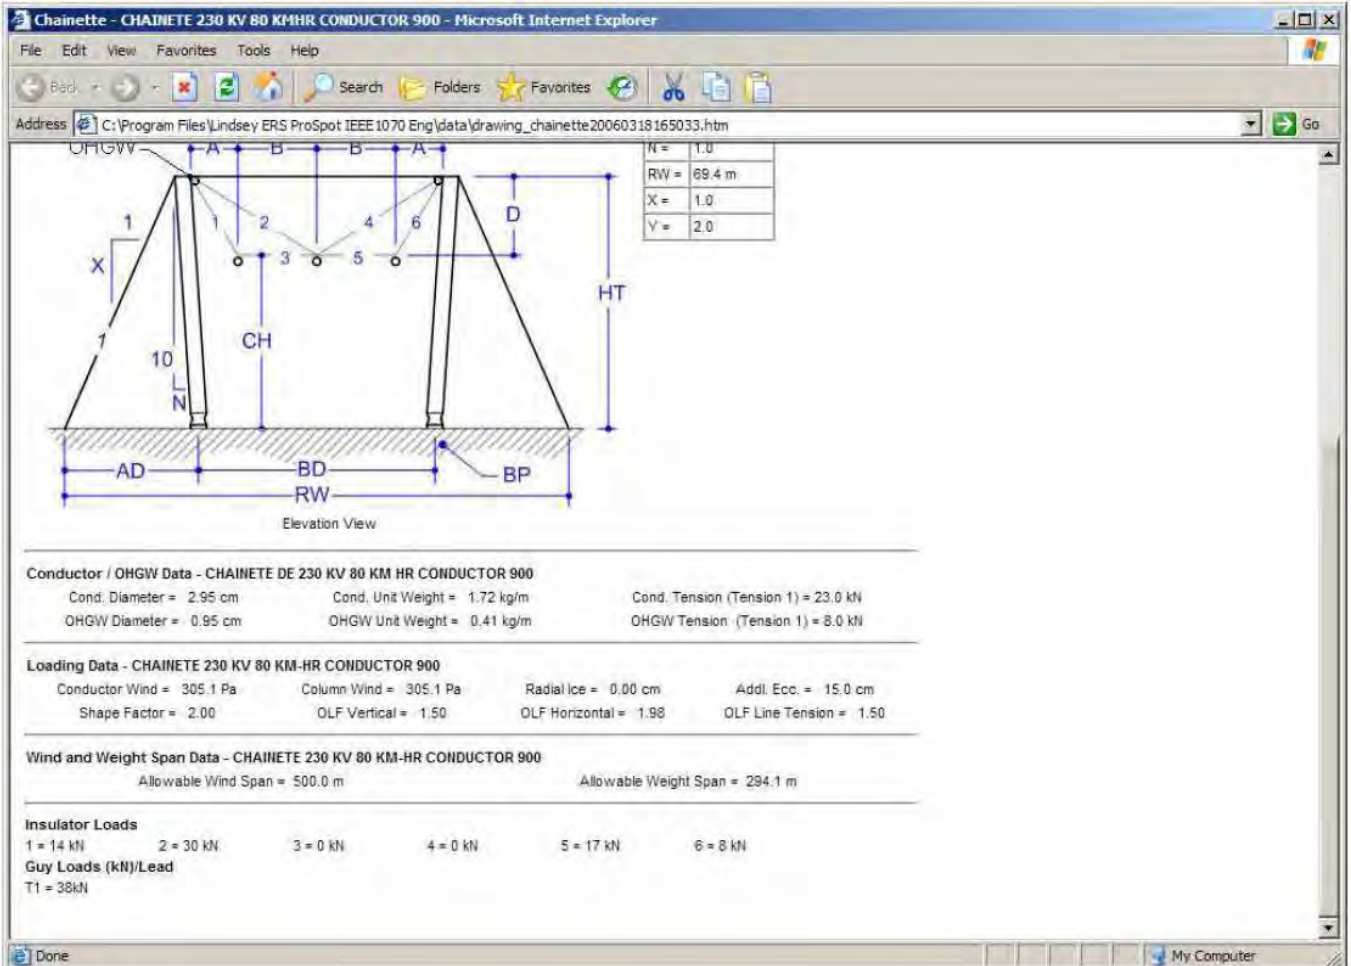 Chainette - CHAINETE 230 KV 80 KMHR CONDUCTOR 900 - Microsoft Internet Explorer
File Edit View Favorites Tools Help
Back Search Folders Favorites
Address C:\Program Files\Lindsey ERS ProSpot IEEE1070 Eng\data\drawing_chainette20060318165033.htm Go
OHGW A B B A
N = 1.0
RW = 69.4 m
X = 1.0
Y = 2.0
1 1 2 4 6 D
X 3 5
HT
1 CH
10
N
AD BD BP
RW
Elevation View
Conductor / OHGW Data - CHAINETE DE 230 KV 80 KM HR CONDUCTOR 900
Cond. Diameter = 2.95 cm Cond. Unit Weight = 1.72 kg/m Cond. Tension (Tension 1) = 23.0 kN
OHGW Diameter = 0.95 cm OHGW Unit Weight = 0.41 kg/m OHGW Tension (Tension 1) = 8.0 kN
Loading Data - CHAINETE 230 KV 80 KM-HR CONDUCTOR 900
Conductor Wind = 305.1 Pa Column Wind = 305.1 Pa Radial Ice = 0.00 cm Addl. Ecc. = 15.0 cm
Shape Factor = 2.00 OLF Vertical = 1.50 OLF Horizontal = 1.98 OLF Line Tension = 1.50
Wind and Weight Span Data - CHAINETE 230 KV 80 KM-HR CONDUCTOR 900
Allowable Wind Span = 500.0 m Allowable Weight Span = 294.1 m
Insulator Loads
1 = 14 kN 2 = 30 kN 3 = 0 kN 4 = 0 kN 5 = 17 kN 6 = 8 kN
Guy Loads (kN)/Lead
T1 = 38kN
Done My Computer